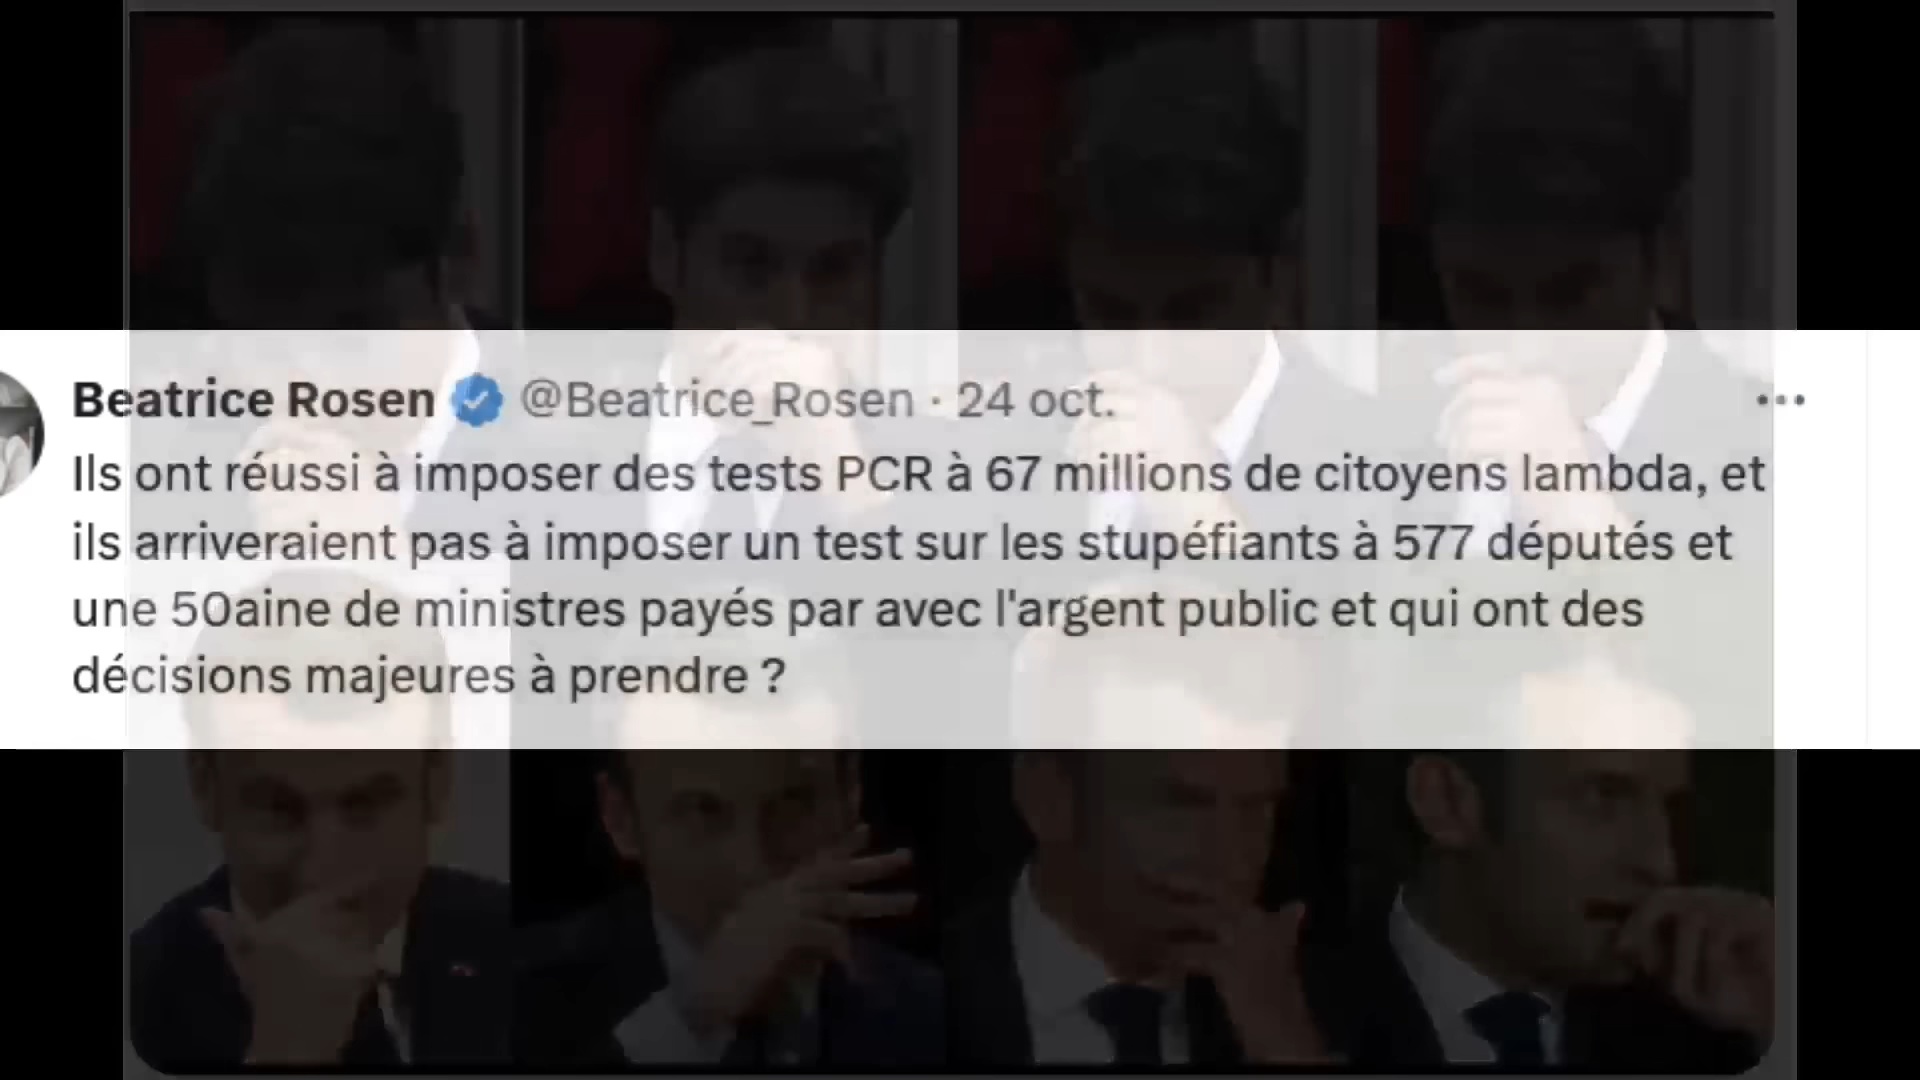 Beatrice Rosen @Beatrice_Rosen · 24 oct.
Ils ont réussi à imposer des tests PCR à 67 millions de citoyens lambda, et
ils arriveraient pas à imposer un test sur les stupéfiants à 577 députés et
une 50aine de ministres payés par avec l'argent public et qui ont des
décisions majeures à prendre ?